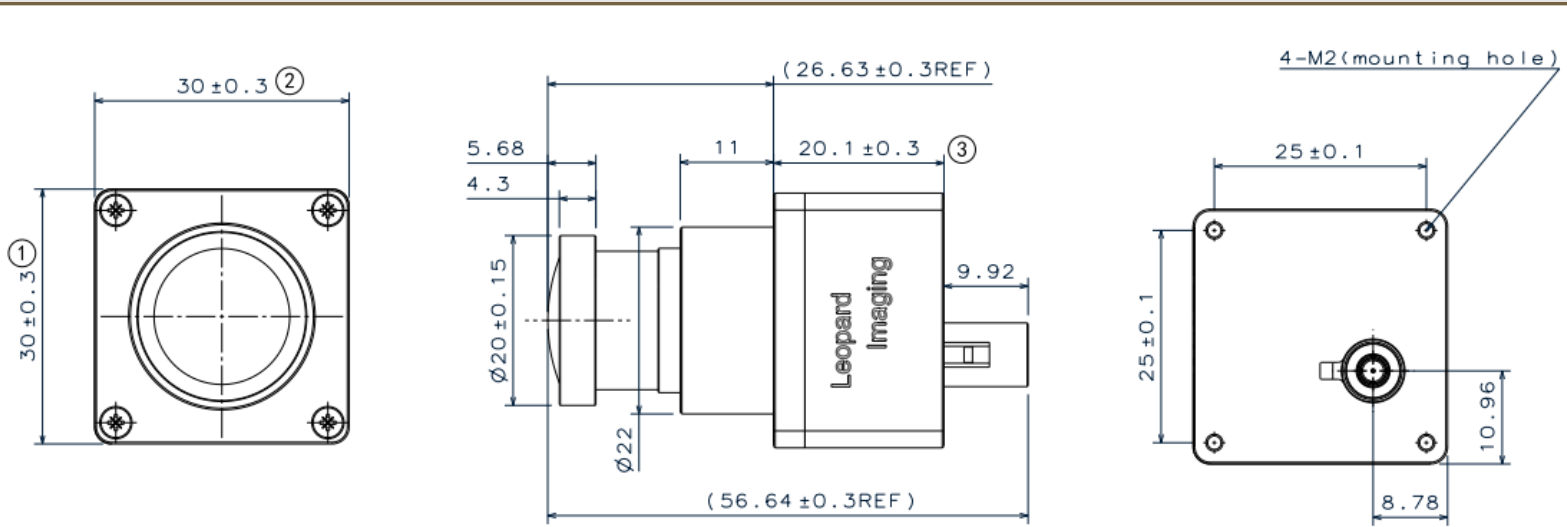 30±0.3 ②
① 30±0.3
(26.63±0.3REF)
5.68
11
20.1±0.3 ③
4.3
Ø20±0.15
Ø22
Leopard
Imaging
9.92
(56.64±0.3REF)
4-M2(mounting hole)
25±0.1
25±0.1
10.96
8.78